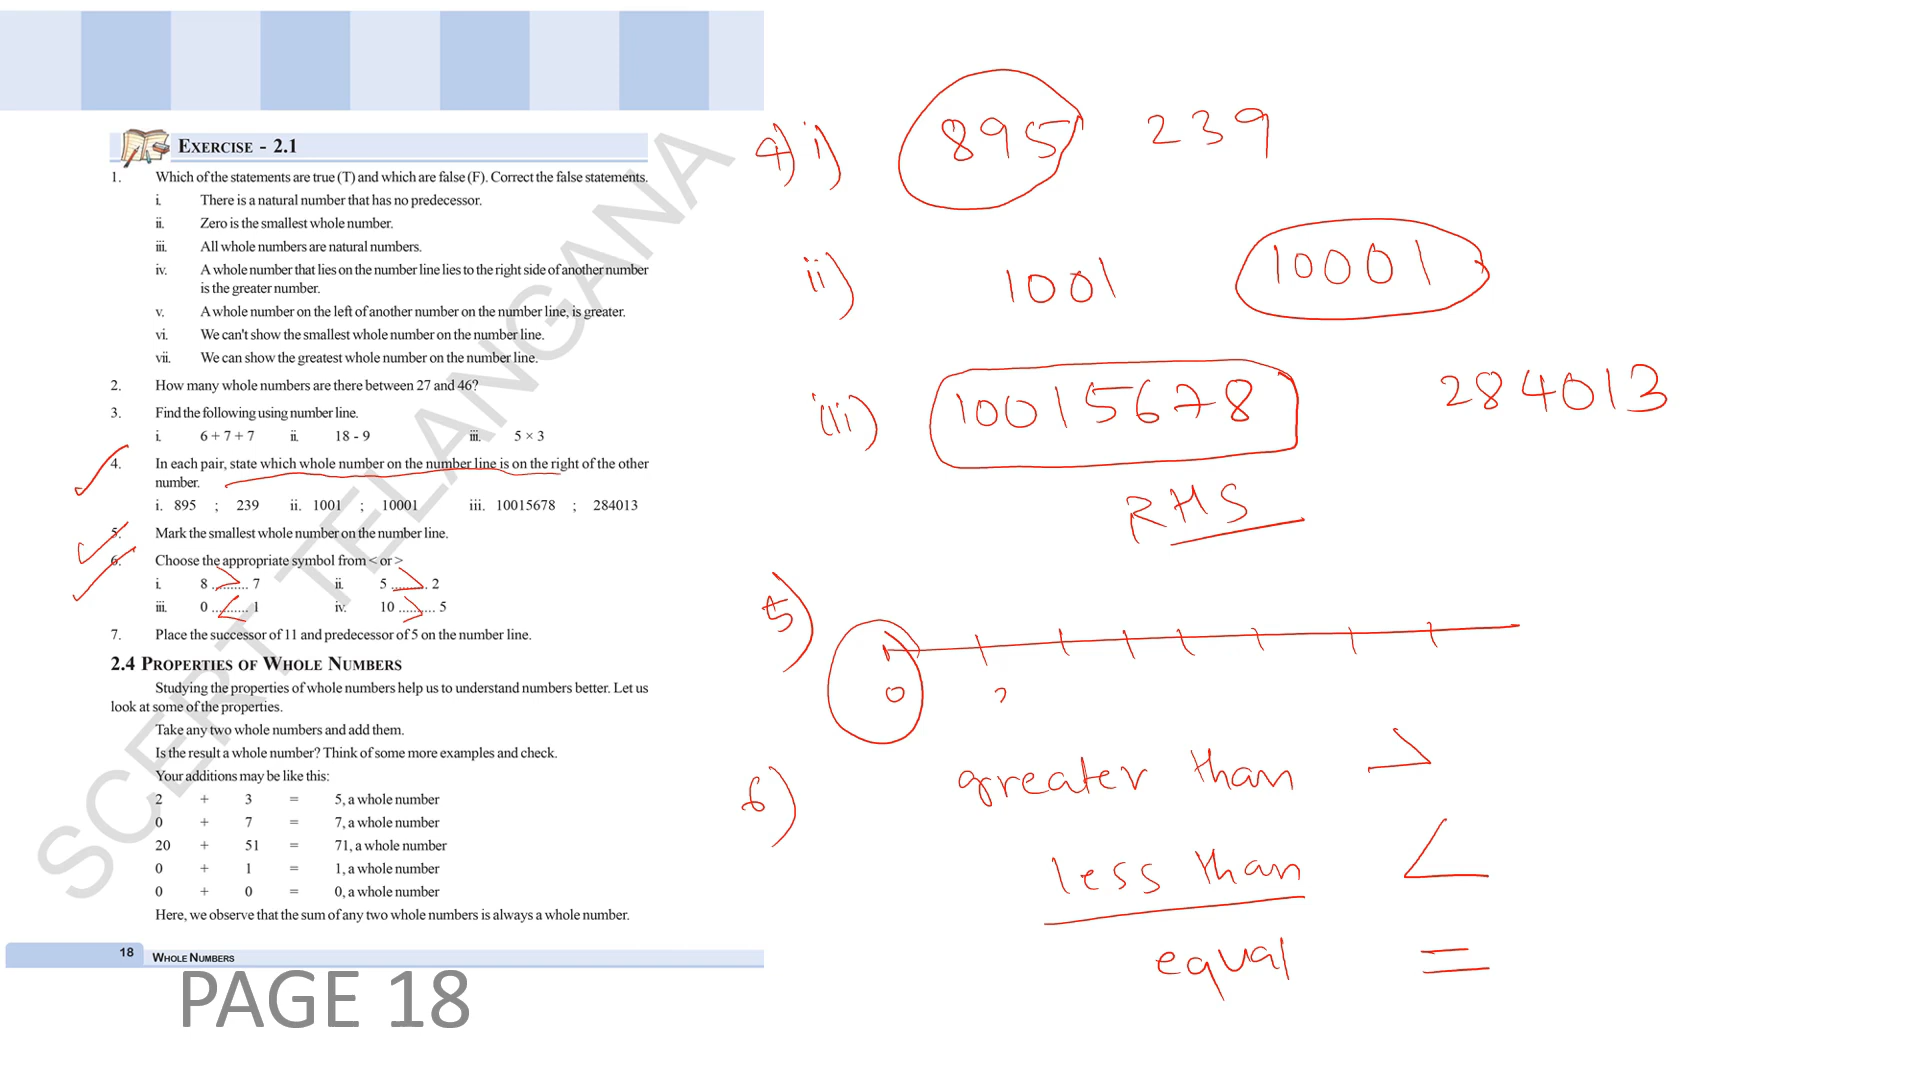 EXERCISE - 2.1
1. Which of the statements are true (T) and which are false (F). Correct the false statements.
i. There is a natural number that has no predecessor.
ii. Zero is the smallest whole number.
iii. All whole numbers are natural numbers.
iv. A whole number that lies on the number line lies to the right side of another number
is the greater number.
v. A whole number on the left of another number on the number line, is greater.
vi. We can't show the smallest whole number on the number line.
vii. We can show the greatest whole number on the number line.
2. How many whole numbers are there between 27 and 46?
3. Find the following using number line.
i. 6 + 7 + 7 ii. 18 - 9 iii. 5 × 3
4. In each pair, state which whole number on the number line is on the right of the other
number.
i. 895 ; 239 ii. 1001 ; 10001 iii. 10015678 ; 284013
5. Mark the smallest whole number on the number line.
6. Choose the appropriate symbol from < or >
i. 8 .......... 7 ii. 5 .......... 2
> >
iii. 0 .......... 1 iv. 10 .......... 5
< >
7. Place the successor of 11 and predecessor of 5 on the number line.
2.4 PROPERTIES OF WHOLE NUMBERS
Studying the properties of whole numbers help us to understand numbers better. Let us
look at some of the properties.
Take any two whole numbers and add them.
Is the result a whole number? Think of some more examples and check.
Your additions may be like this:
2 + 3 = 5, a whole number
0 + 7 = 7, a whole number
20 + 51 = 71, a whole number
0 + 1 = 1, a whole number
0 + 0 = 0, a whole number
Here, we observe that the sum of any two whole numbers is always a whole number.
18 WHOLE NUMBERS
PAGE 18
SCERT TELANGANA
4) i) 895 239
ii) 1001 10001
iii) 10015678 284013
RHS
5)
0
6) greater than >
less than <
equal =